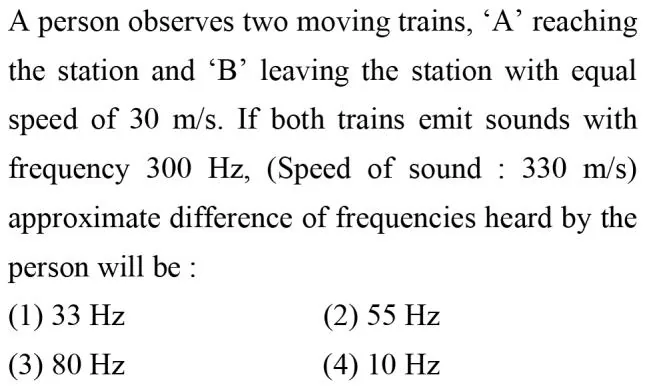 A person observes two moving trains, ‘A’ reaching
the station and ‘B’ leaving the station with equal
speed of 30 m/s. If both trains emit sounds with
frequency 300 Hz, (Speed of sound : 330 m/s)
approximate difference of frequencies heard by the
person will be :
(1) 33 Hz (2) 55 Hz
(3) 80 Hz (4) 10 Hz